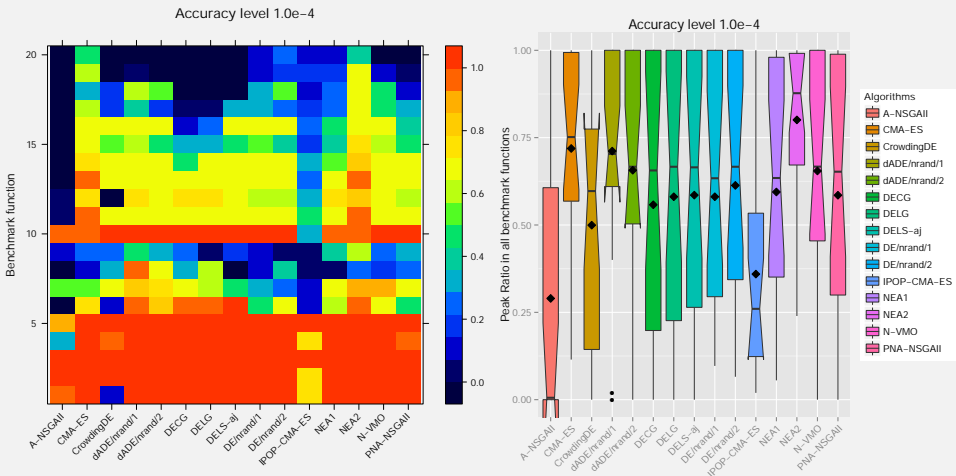 Accuracy level 1.0e−4
Benchmark function
20
15
10
5
A−NSGAII
CMA−ES
CrowdingDE
dADE/nrand/1
dADE/nrand/2
DECG
DELG
DELS−aj
DE/nrand/1
DE/nrand/2
IPOP−CMA−ES
NEA1
NEA2
N−VMO
PNA−NSGAII
1.0
0.8
0.6
0.4
0.2
0.0
Accuracy level 1.0e−4
Peak Ratio in all benchmark functions
1.00
0.75
0.50
0.25
0.00
A−NSGAII
CMA−ES
CrowdingDE
dADE/nrand/1
dADE/nrand/2
DECG
DELG
DELS−aj
DE/nrand/1
DE/nrand/2
IPOP−CMA−ES
NEA1
NEA2
N−VMO
PNA−NSGAII
Algorithms
A−NSGAII
CMA−ES
CrowdingDE
dADE/nrand/1
dADE/nrand/2
DECG
DELG
DELS−aj
DE/nrand/1
DE/nrand/2
IPOP−CMA−ES
NEA1
NEA2
N−VMO
PNA−NSGAII